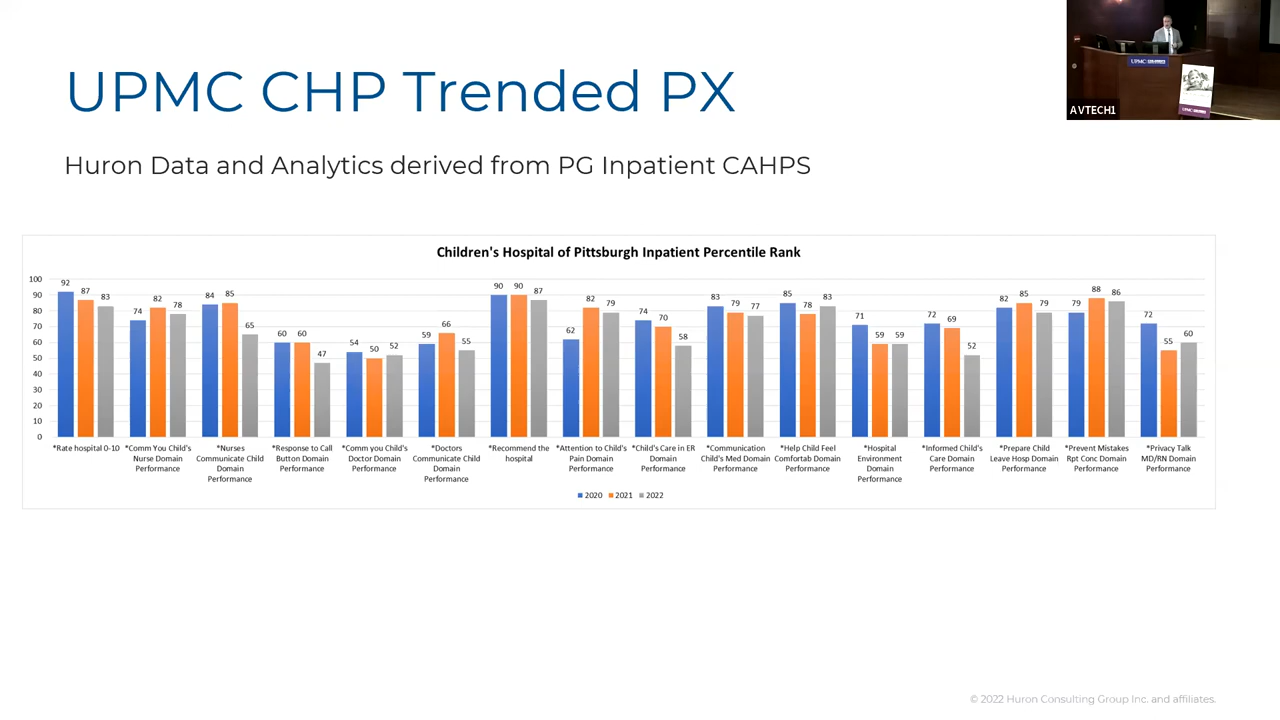 UPMC CHP Trended PX
AVTECH1
UPMC
Huron Data and Analytics derived from PG Inpatient CAHPS
Children's Hospital of Pittsburgh Inpatient Percentile Rank
100
90
80
70
60
50
40
30
20
10
0
92 87 83
74 82 78
84 85 65
60 60 47
54 50 52
59 66 55
90 90 87
62 82 79
74 70 58
83 79 77
85 78 83
71 59 59
72 69 52
82 85 79
79 88 86
72 55 60
*Rate hospital 0-10
*Comm You Child's
Nurse Domain
Performance
*Nurses
Communicate Child
Domain
Performance
*Response to Call
Button Domain
Performance
*Comm you Child's
Doctor Domain
Performance
*Doctors
Communicate Child
Domain
Performance
*Recommend the
hospital
*Attention to Child's
Pain Domain
Performance
*Child's Care in ER
Domain
Performance
*Communication
Child's Med Domain
Performance
*Help Child Feel
Comfortab Domain
Performance
*Hospital
Environment
Domain
Performance
*Informed Child's
Care Domain
Performance
*Prepare Child
Leave Hosp Domain
Performance
*Prevent Mistakes
Rpt Conc Domain
Performance
*Privacy Talk
MD/RN Domain
Performance
2020 2021 2022
© 2022 Huron Consulting Group Inc. and affiliates.